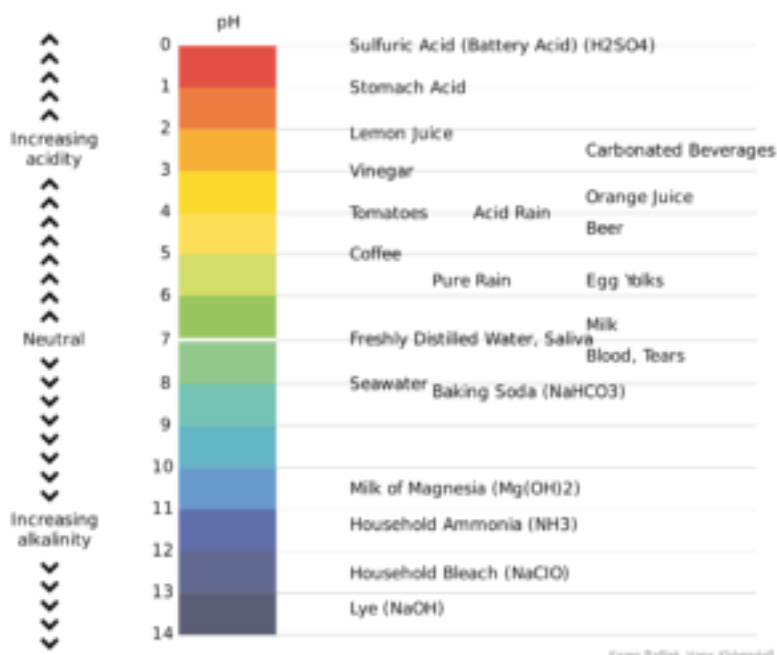 pH
0 Sulfuric Acid (Battery Acid) (H2SO4)
1 Stomach Acid
2 Lemon Juice
Increasing
acidity
Carbonated Beverages
3 Vinegar
Orange Juice
4 Tomatoes Acid Rain
Beer
5 Coffee
Pure Rain Egg Yolks
6
Milk
Neutral 7 Freshly Distilled Water, Saliva
Blood, Tears
8 Seawater Baking Soda (NaHCO3)
9
10
Milk of Magnesia (Mg(OH)2)
11
Increasing
alkalinity
Household Ammonia (NH3)
12
Household Bleach (NaClO)
13
Lye (NaOH)
14